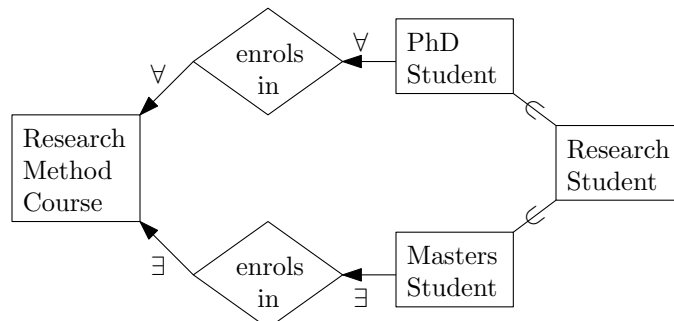 enrols
in
∀
∀
PhD
Student
⊂
Research
Method
Course
Research
Student
⊂
enrols
in
∃
∃
Masters
Student